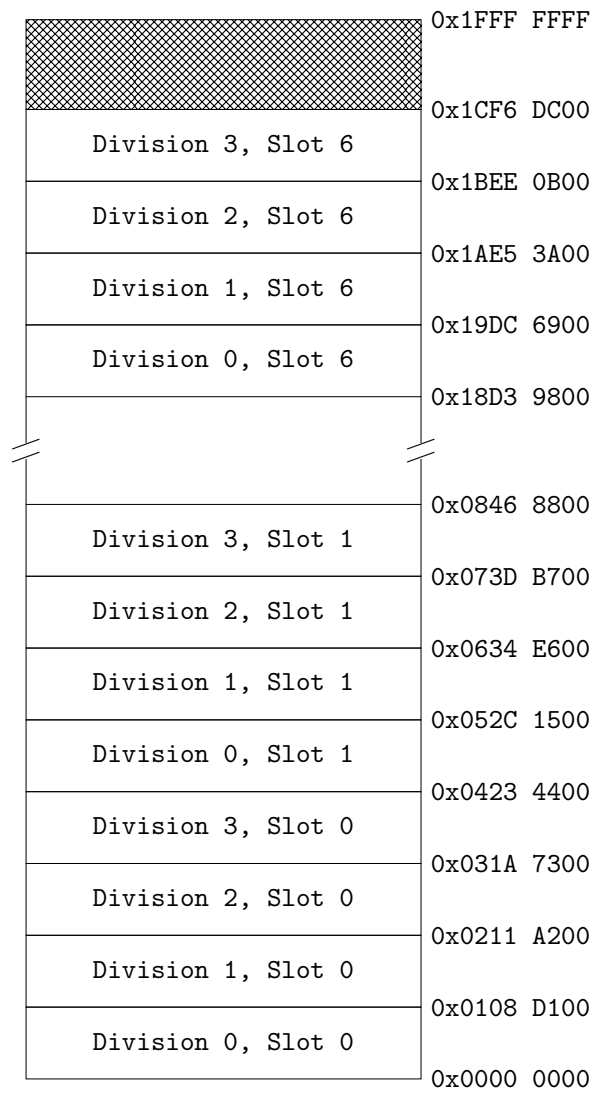 0x1FFF FFFF
0x1CF6 DC00
Division 3, Slot 6
0x1BEE 0B00
Division 2, Slot 6
0x1AE5 3A00
Division 1, Slot 6
0x19DC 6900
Division 0, Slot 6
0x18D3 9800
0x0846 8800
Division 3, Slot 1
0x073D B700
Division 2, Slot 1
0x0634 E600
Division 1, Slot 1
0x052C 1500
Division 0, Slot 1
0x0423 4400
Division 3, Slot 0
0x031A 7300
Division 2, Slot 0
0x0211 A200
Division 1, Slot 0
0x0108 D100
Division 0, Slot 0
0x0000 0000